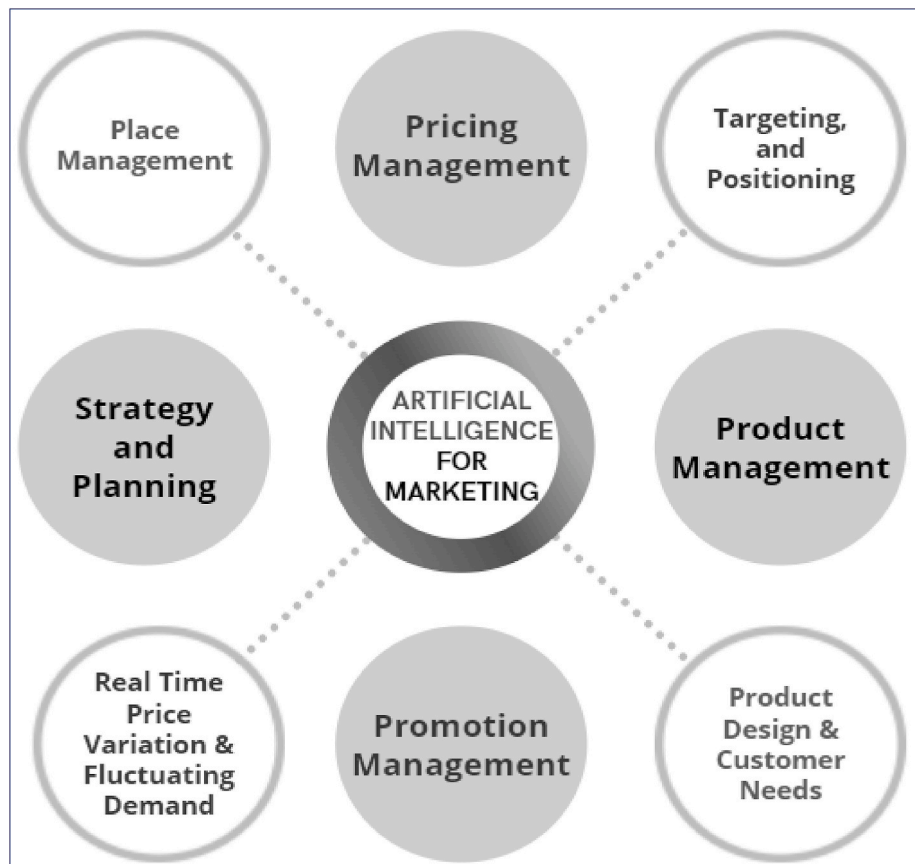 Place
Management
Pricing
Management
Targeting,
and
Positioning
Strategy
and
Planning
ARTIFICIAL
INTELLIGENCE
FOR
MARKETING
Product
Management
Real Time
Price
Variation &
Fluctuating
Demand
Promotion
Management
Product
Design &
Customer
Needs